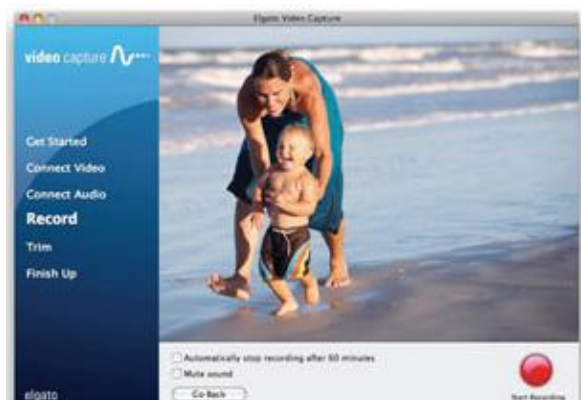 Elgato Video Capture
video capture
Get Started
Connect Video
Connect Audio
Record
Trim
Finish Up
Automatically stop recording after 60 minutes
Mute sound
Go Back
elgato
Start Recording